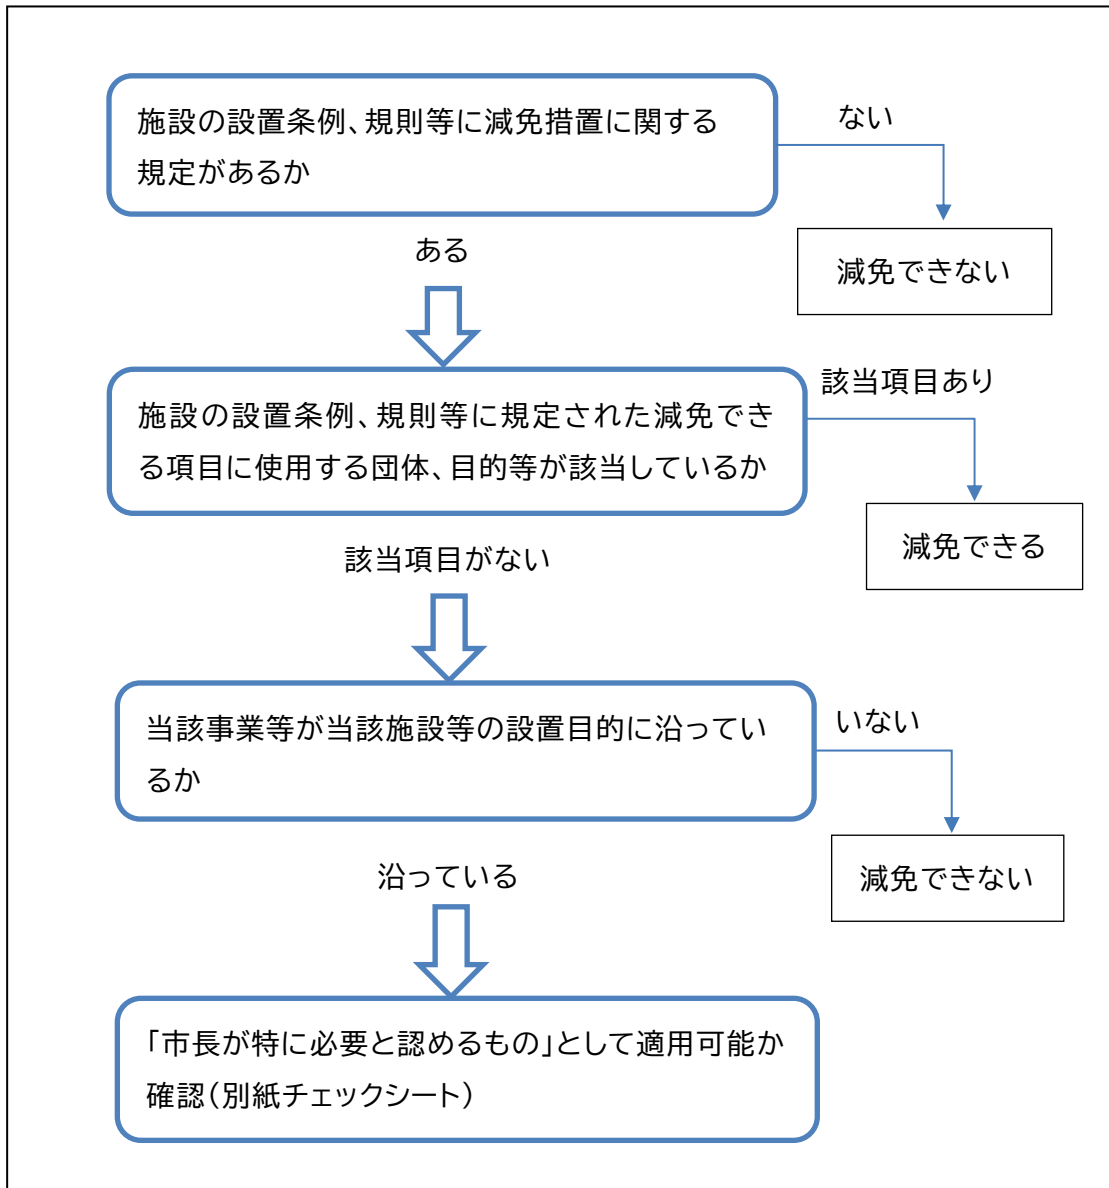 施設の設置条例、規則等に減免措置に関する
規定があるか
ない
減免できない
ある
該当項目あり
施設の設置条例、規則等に規定された減免でき
る項目に使用する団体、目的等が該当しているか
減免できる
該当項目がない
当該事業等が当該施設等の設置目的に沿ってい
るか
いない
減免できない
沿っている
「市長が特に必要と認めるもの」として適用可能か
確認(別紙チェックシート)